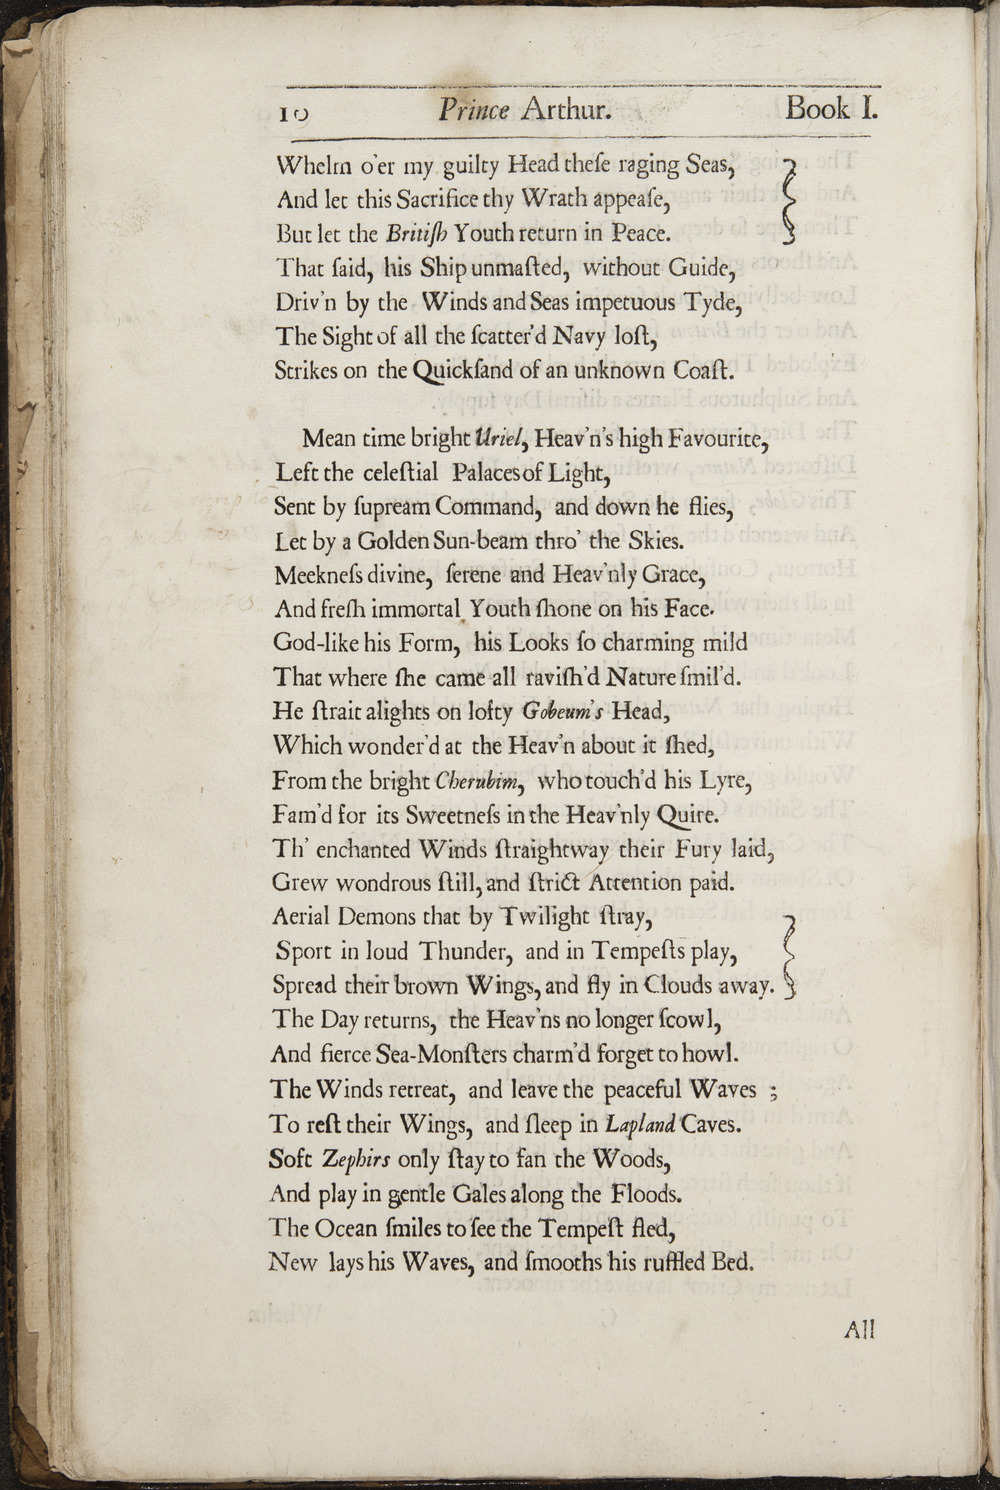 10 Prince Arthur. Book I.
Whelm o'er my guilty Head theſe raging Seas,
And let this Sacrifice thy Wrath appeaſe,
But let the Britiſh Youth return in Peace.
That ſaid, his Ship unmaſted, without Guide,
Driv'n by the Winds and Seas impetuous Tyde,
The Sight of all the ſcatter'd Navy loſt,
Strikes on the Quickſand of an unknown Coaſt.
Mean time bright Uriel, Heav'n's high Favourite,
Left the celeſtial Palaces of Light,
Sent by ſupream Command, and down he flies,
Let by a Golden Sun-beam thro' the Skies.
Meekneſs divine, ſerene and Heav'nly Grace,
And freſh immortal Youth ſhone on his Face.
God-like his Form, his Looks ſo charming mild
That where ſhe came all raviſh'd Nature ſmil'd.
He ſtrait alights on lofty Gobeum's Head,
Which wonder'd at the Heav'n about it ſhed,
From the bright Cherubim, who touch'd his Lyre,
Fam'd for its Sweetneſs in the Heav'nly Quire.
Th' enchanted Winds ſtraightway their Fury laid,
Grew wondrous ſtill, and ſtrict Attention paid.
Aerial Demons that by Twilight ſtray,
Sport in loud Thunder, and in Tempeſts play,
Spread their brown Wings, and fly in Clouds away.
The Day returns, the Heav'ns no longer ſcowl,
And fierce Sea-Monſters charm'd forget to howl.
The Winds retreat, and leave the peaceful Waves ;
To reſt their Wings, and ſleep in Lapland Caves.
Soft Zephirs only ſtay to fan the Woods,
And play in gentle Gales along the Floods.
The Ocean ſmiles to ſee the Tempeſt fled,
New lays his Waves, and ſmooths his ruffled Bed.
All